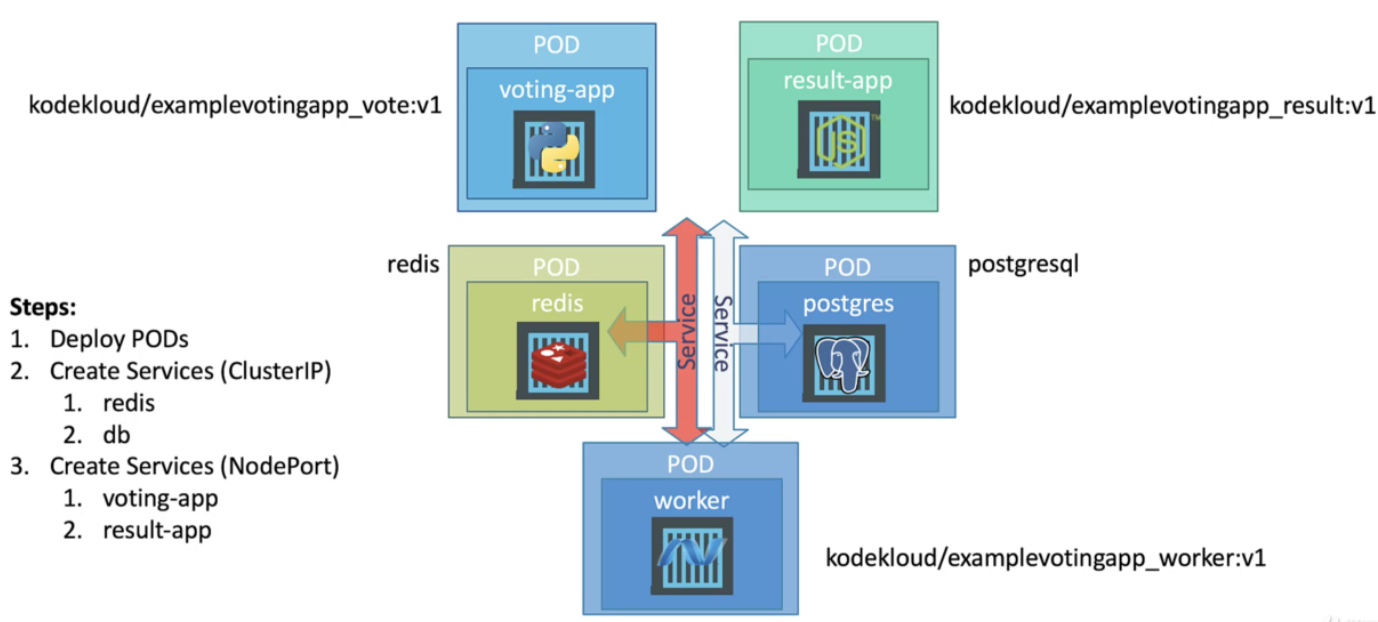 POD
voting-app
kodekloud/examplevotingapp_vote:v1
POD
result-app
JS
TM
kodekloud/examplevotingapp_result:v1
redis
POD
redis
Service
Service
POD
postgres
postgresql
Steps:
1. Deploy PODs
2. Create Services (ClusterIP)
1. redis
2. db
3. Create Services (NodePort)
1. voting-app
2. result-app
POD
worker
kodekloud/examplevotingapp_worker:v1